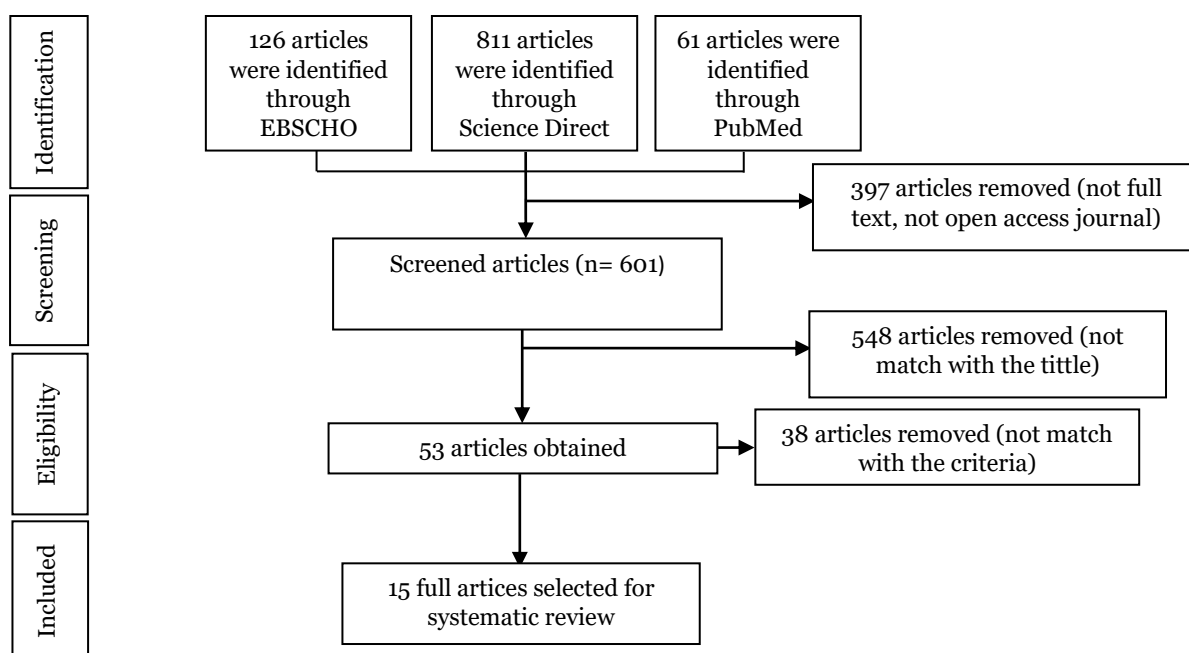 Identification
126 articles
were identified
through
EBSCHO
811 articles
were identified
through
Science Direct
61 articles were
identified
through
PubMed
397 articles removed (not full
text, not open access journal)
Screening
Screened articles (n= 601)
548 articles removed (not
match with the tittle)
Eligibility
53 articles obtained
38 articles removed (not match
with the criteria)
Included
15 full artices selected for
systematic review